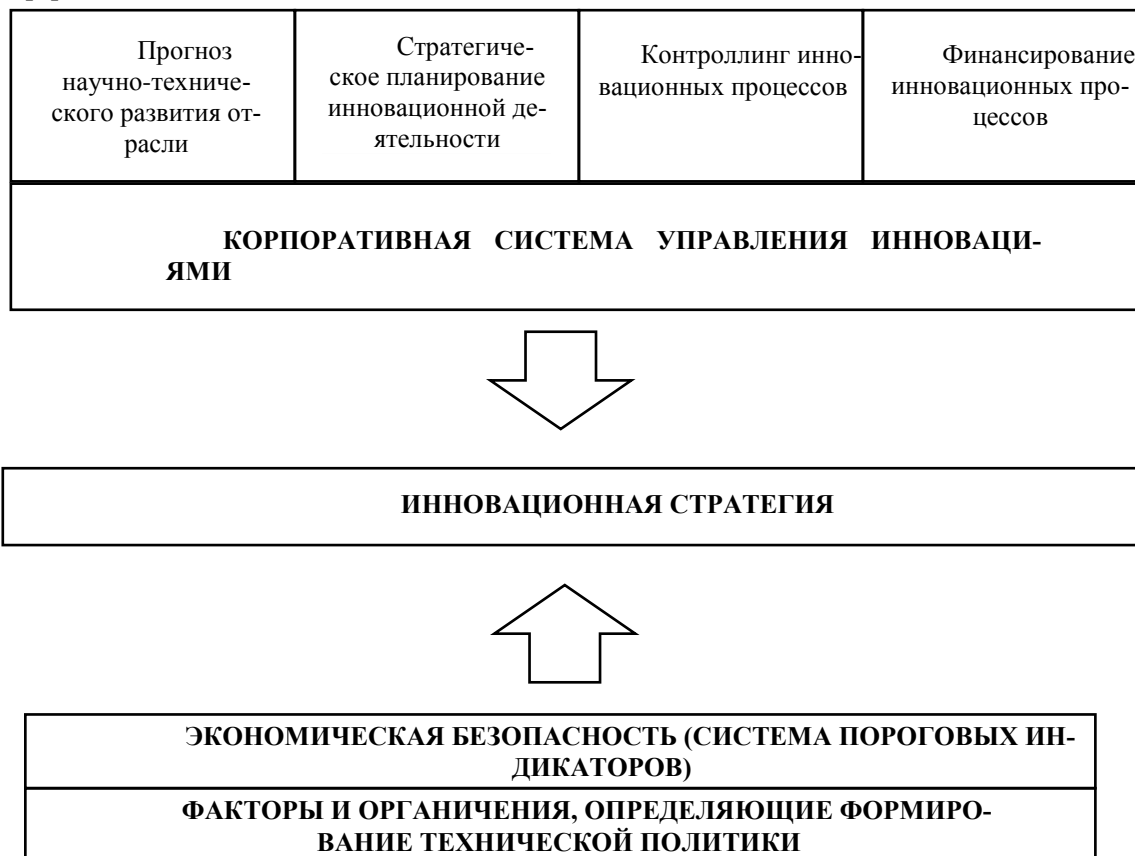 Прогноз
научно-техниче-
ского развития от-
расли
Стратегиче-
ское планирование
инновационной де-
ятельности
Контроллинг инно-
вационных процессов
Финансирование
инновационных про-
цессов
КОРПОРАТИВНАЯ СИСТЕМА УПРАВЛЕНИЯ ИННОВАЦИ-
ЯМИ
ИННОВАЦИОННАЯ СТРАТЕГИЯ
ЭКОНОМИЧЕСКАЯ БЕЗОПАСНОСТЬ (СИСТЕМА ПОРОГОВЫХ ИН-
ДИКАТОРОВ)
ФАКТОРЫ И ОРГАНИЧЕНИЯ, ОПРЕДЕЛЯЮЩИЕ ФОРМИРО-
ВАНИЕ ТЕХНИЧЕСКОЙ ПОЛИТИКИ